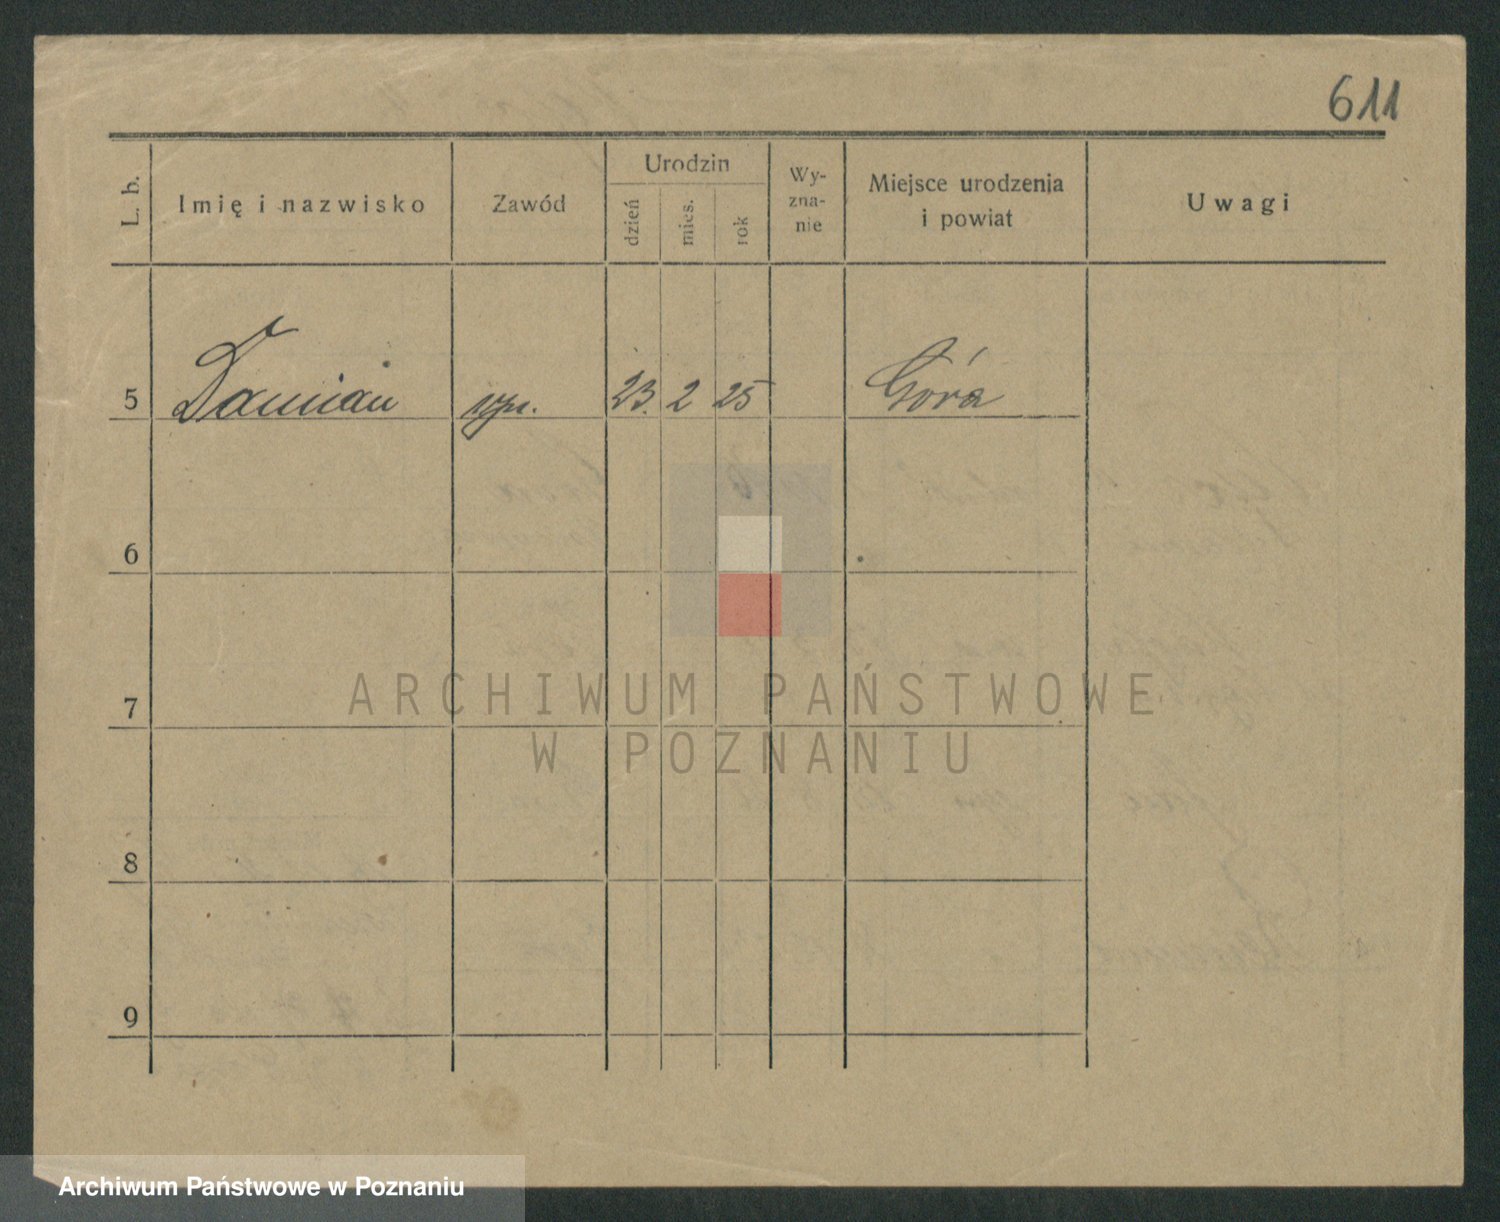 611
L. b.
Imię i nazwisko
Zawód
Urodzin
dzień
mies.
rok
Wy-
zna-
nie
Miejsce urodzenia
i powiat
Uwagi
5 Damian 23. 2 25 Góra
6
7
8
9
ARCHIWUM PAŃSTWOWE
W POZNANIU
Archiwum Państwowe w Poznaniu